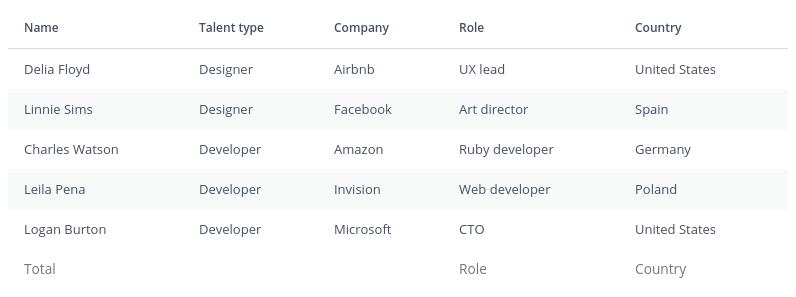 Name Talent type Company Role Country
Delia Floyd Designer Airbnb UX lead United States
Linnie Sims Designer Facebook Art director Spain
Charles Watson Developer Amazon Ruby developer Germany
Leila Pena Developer Invision Web developer Poland
Logan Burton Developer Microsoft CTO United States
Total Role Country